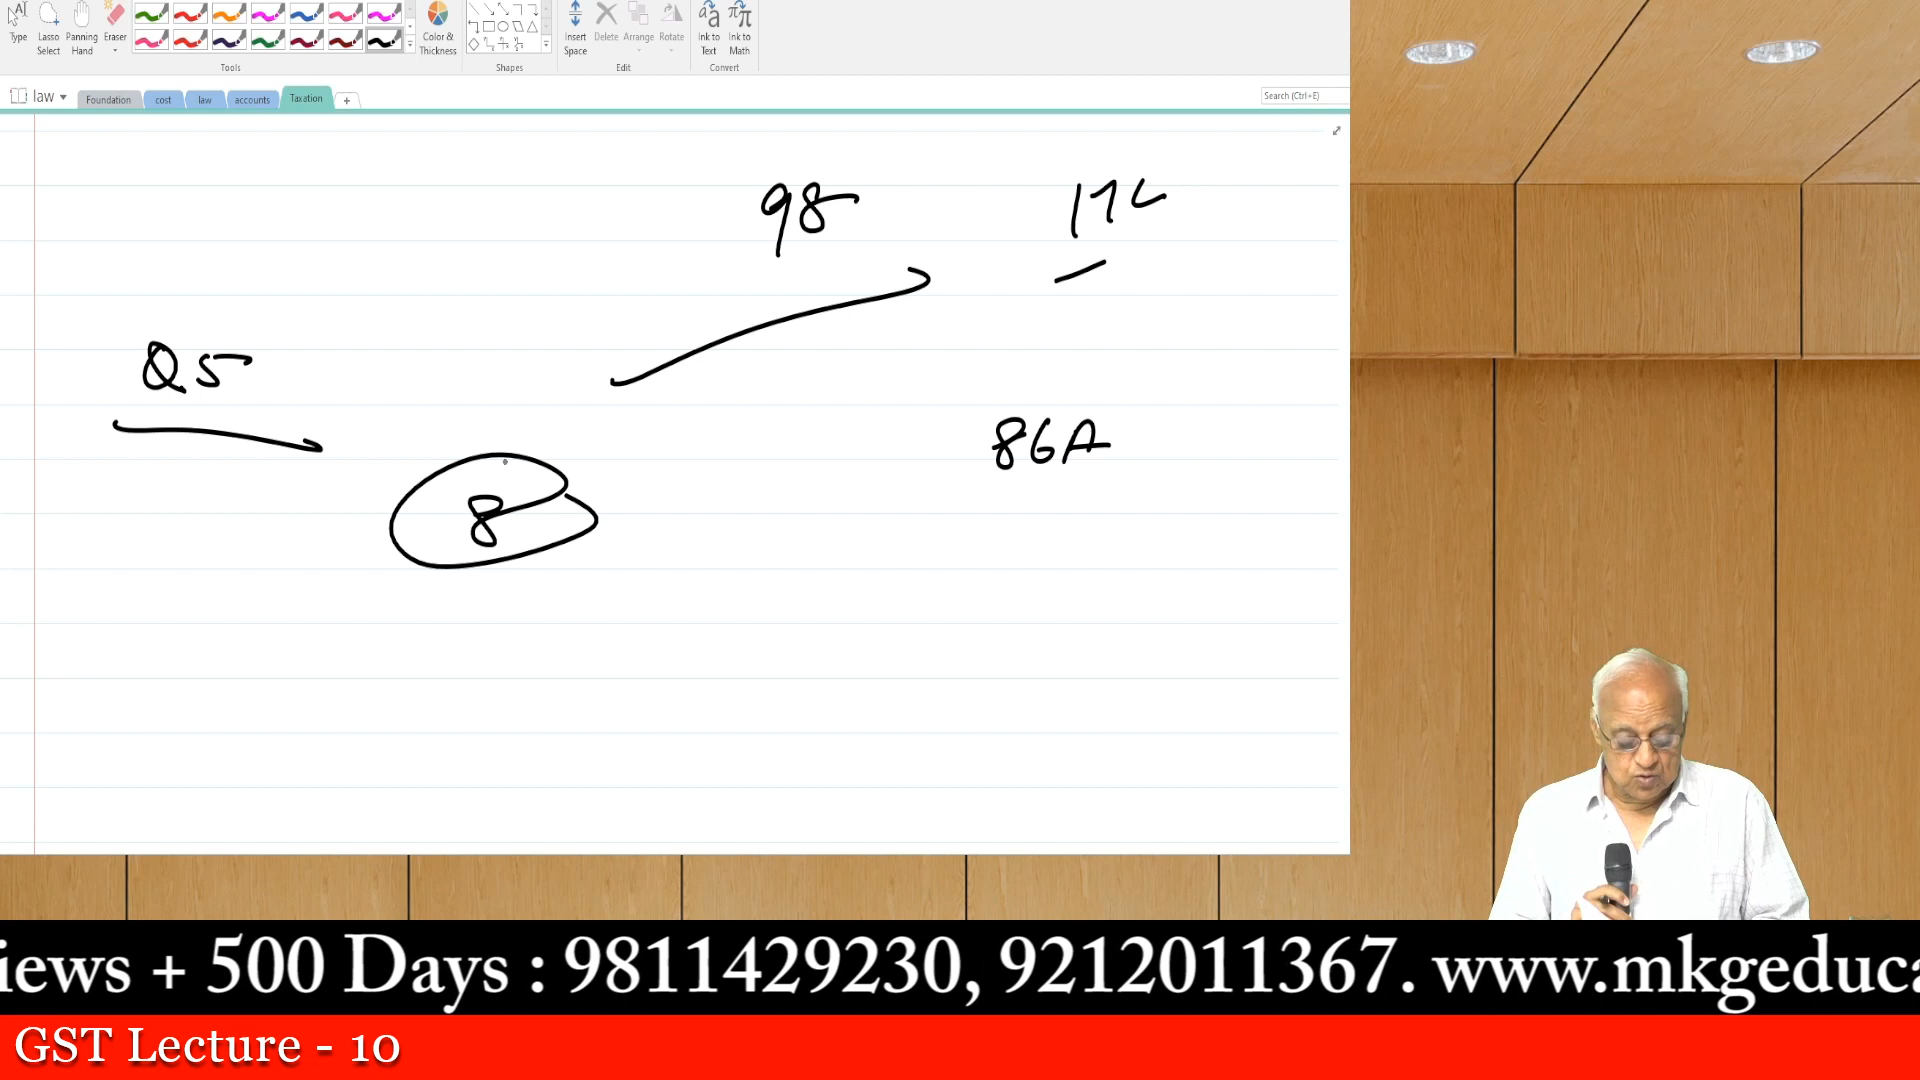 Type
Lasso Select
Panning Hand
Eraser
Color & Thickness
Insert Space
Delete
Arrange
Rotate
Ink to Text
Ink to Math
Tools
Shapes
Edit
Convert
law
Foundation
cost
law
accounts
Taxation
Search (Ctrl+E)
98
ITC
Q5
86A
8
iews + 500 Days : 9811429230, 9212011367. www.mkgeduca
GST Lecture - 10